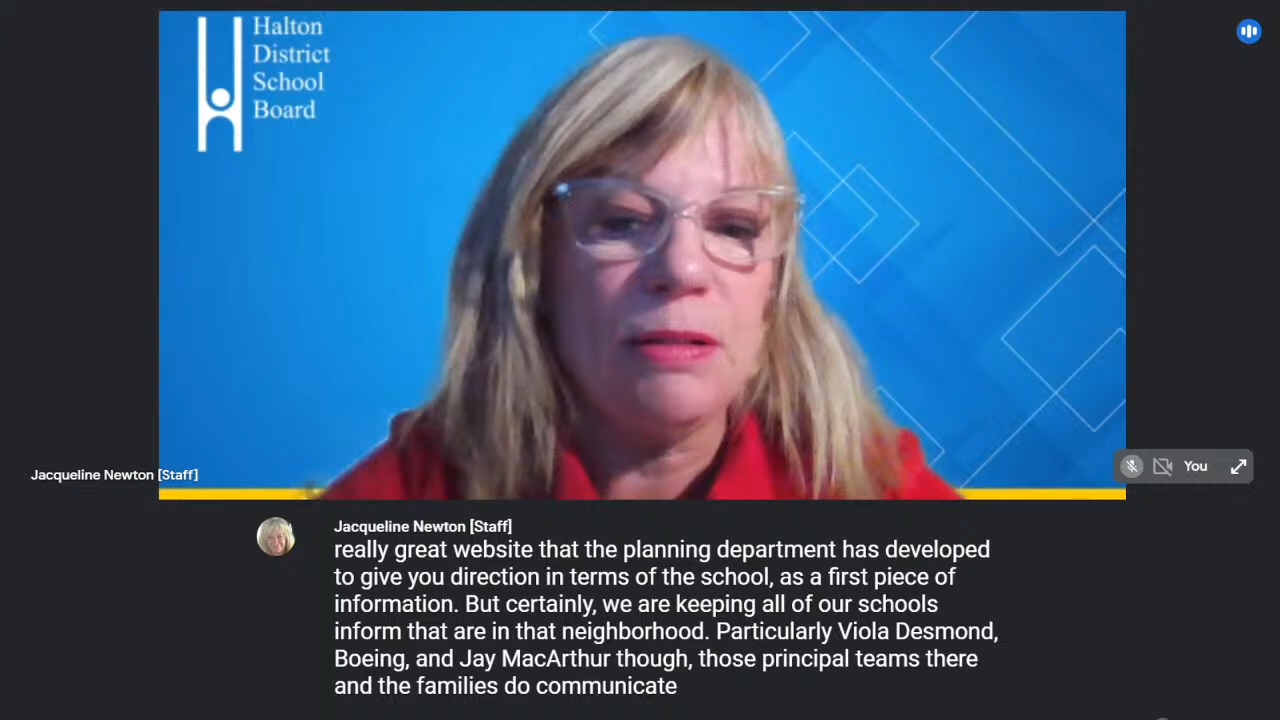 Halton
District
School
Board
Jacqueline Newton [Staff]
You
Jacqueline Newton [Staff]
really great website that the planning department has developed
to give you direction in terms of the school, as a first piece of
information. But certainly, we are keeping all of our schools
inform that are in that neighborhood. Particularly Viola Desmond,
Boeing, and Jay MacArthur though, those principal teams there
and the families do communicate